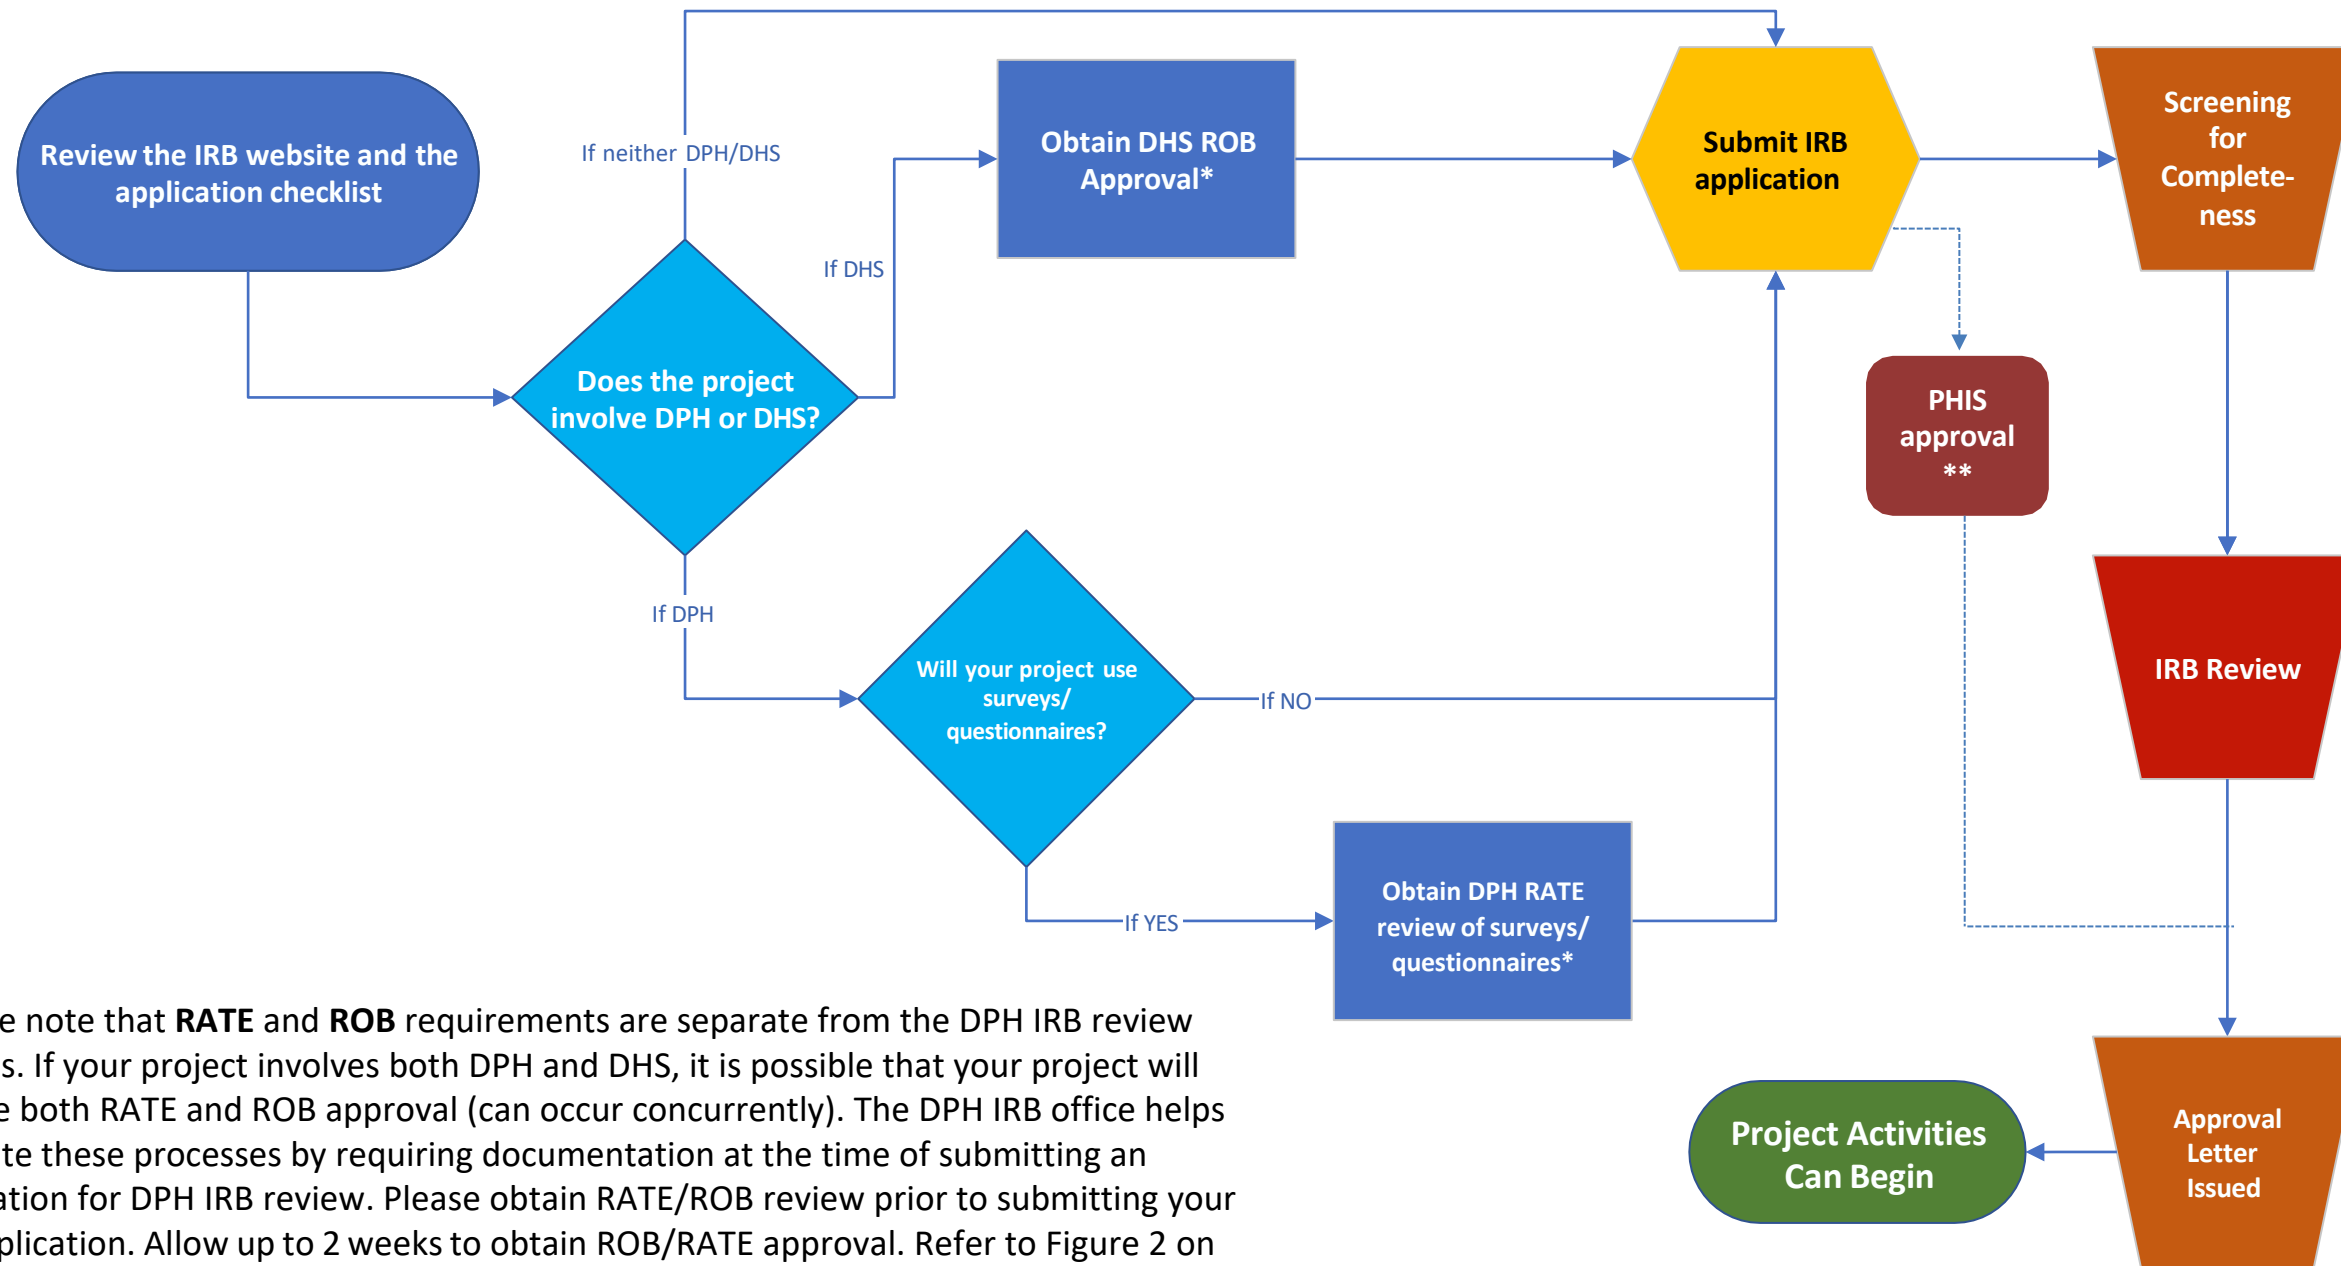 Review the IRB website and the
application checklist
If neither DPH/DHS
Obtain DHS ROB
Approval*
Submit IRB
application
Screening
for
Complete-
ness
If DHS
Does the project
involve DPH or DHS?
PHIS
approval
**
If DPH
Will your project use
surveys/
questionnaires?
If NO
IRB Review
If YES
Obtain DPH RATE
review of surveys/
questionnaires*
e note that RATE and ROB requirements are separate from the DPH IRB review
s. If your project involves both DPH and DHS, it is possible that your project will
e both RATE and ROB approval (can occur concurrently). The DPH IRB office helps
te these processes by requiring documentation at the time of submitting an
ation for DPH IRB review. Please obtain RATE/ROB review prior to submitting your
plication. Allow up to 2 weeks to obtain ROB/RATE approval. Refer to Figure 2 on
Project Activities
Can Begin
Approval
Letter
Issued